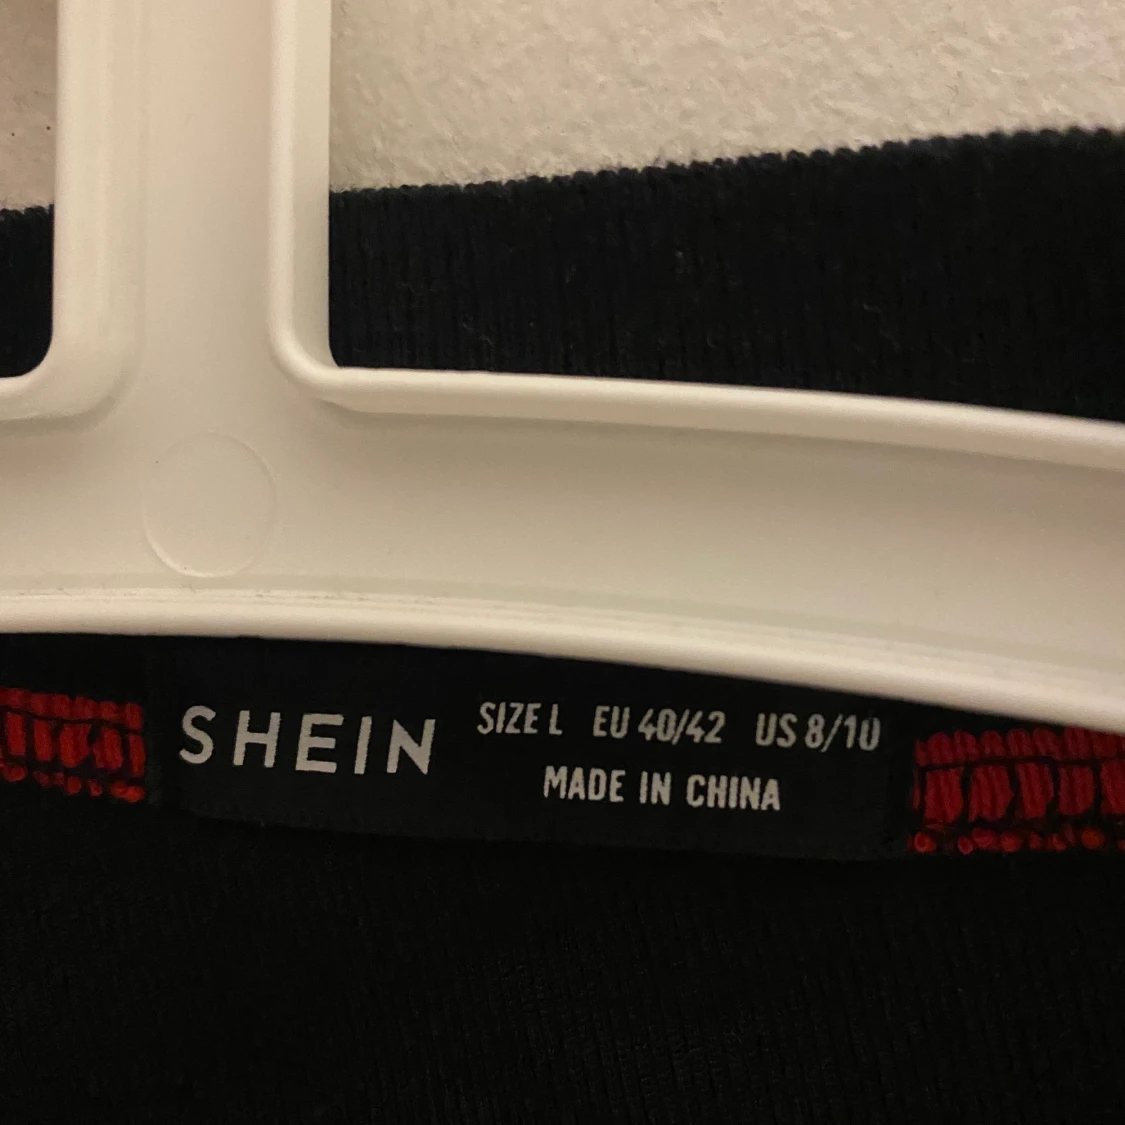 SHEIN
SIZE L EU 40/42 US 8/10
MADE IN CHINA